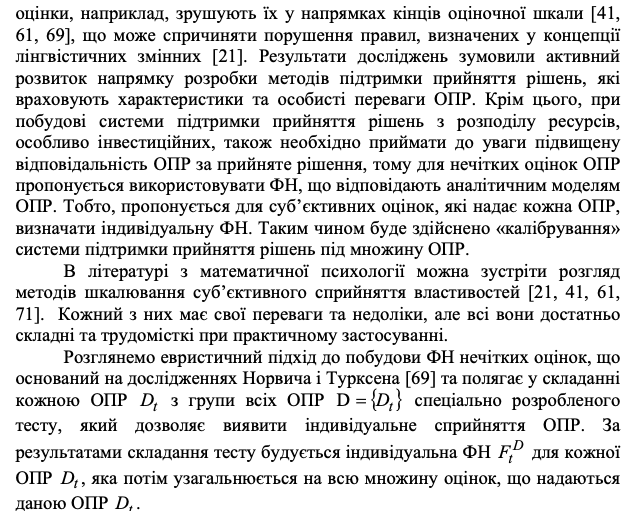 оцінки, наприклад, зрушують їх у напрямках кінців оціночної шкали [41,
61, 69], що може спричиняти порушення правил, визначених у концепції
лінгвістичних змінних [21]. Результати досліджень зумовили активний
розвиток напрямку розробки методів підтримки прийняття рішень, які
враховують характеристики та особисті переваги ОПР. Крім цього, при
побудові системи підтримки прийняття рішень з розподілу ресурсів,
особливо інвестиційних, також необхідно приймати до уваги підвищену
відповідальність ОПР за прийняте рішення, тому для нечітких оцінок ОПР
пропонується використовувати ФН, що відповідають аналітичним моделям
ОПР. Тобто, пропонується для суб’єктивних оцінок, які надає кожна ОПР,
визначати індивідуальну ФН. Таким чином буде здійснено «калібрування»
системи підтримки прийняття рішень під множину ОПР.
В літературі з математичної психології можна зустріти розгляд
методів шкалювання суб’єктивного сприйняття властивостей [21, 41, 61,
71]. Кожний з них має свої переваги та недоліки, але всі вони достатньо
складні та трудомісткі при практичному застосуванні.
Розглянемо евристичний підхід до побудови ФН нечітких оцінок, що
оснований на дослідженнях Норвича і Турксена [69] та полягає у складанні
кожною ОПР D_t з групи всіх ОПР D = {D_t} спеціально розробленого
тесту, який дозволяє виявити індивідуальне сприйняття ОПР. За
результатами складання тесту будується індивідуальна ФН F_t^D для кожної
ОПР D_t, яка потім узагальнюється на всю множину оцінок, що надаються
даною ОПР D_t.